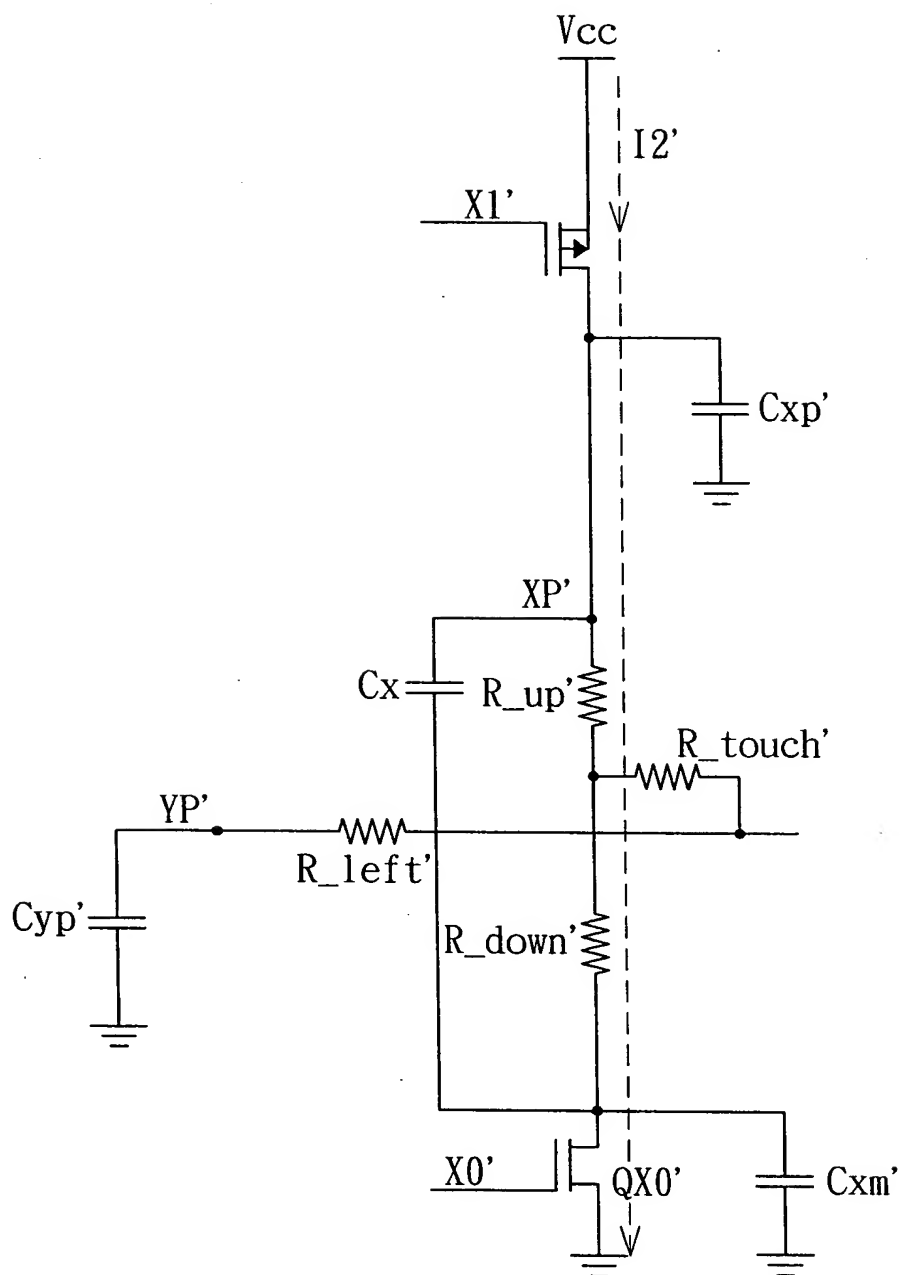 Vcc
I2'
X1'
Cxp'
XP'
Cx
R_up'
R_touch'
YP'
R_left'
Cyp'
R_down'
X0'
QX0'
Cxm'